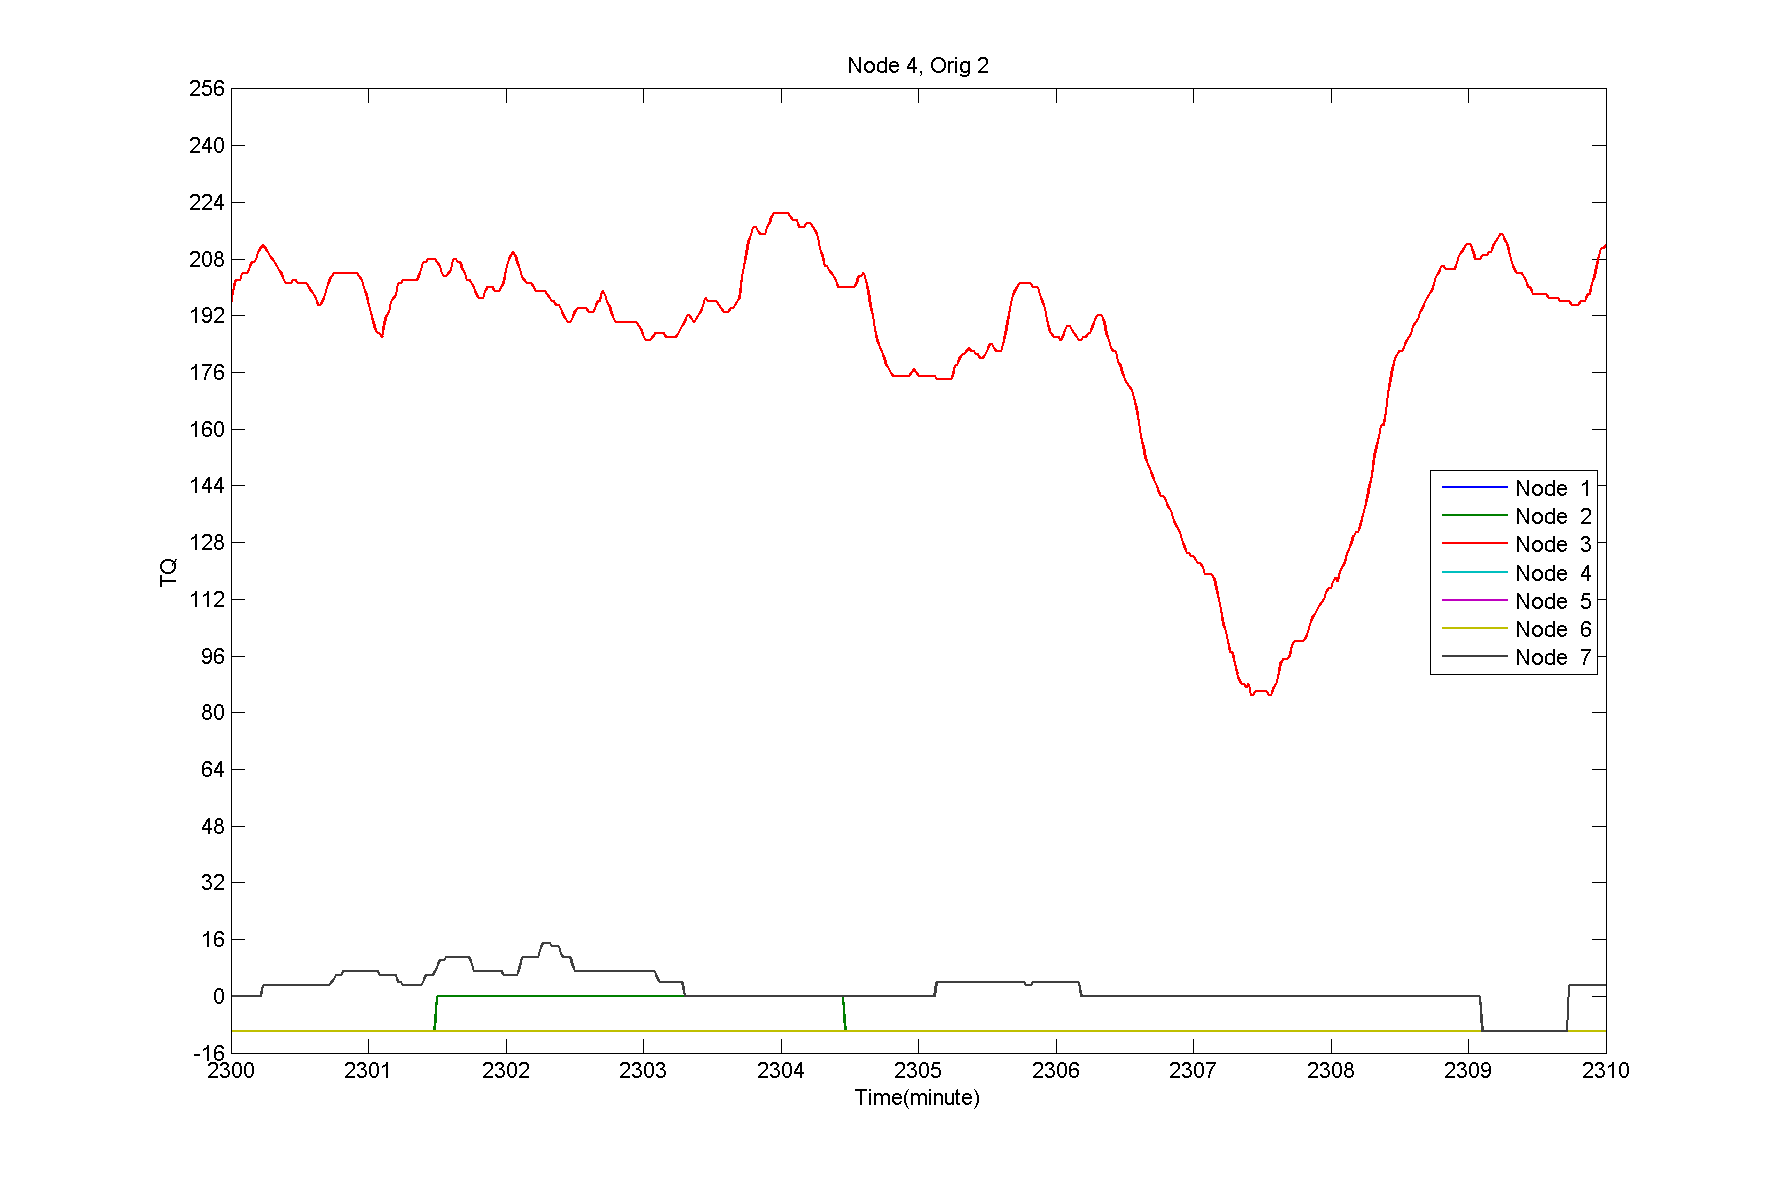 Node 4, Orig 2
256
240
224
208
192
176
160
144
128
112
96
80
64
48
32
16
0
-16
TQ
Node 1
Node 2
Node 3
Node 4
Node 5
Node 6
Node 7
2300 2301 2302 2303 2304 2305 2306 2307 2308 2309 2310
Time(minute)